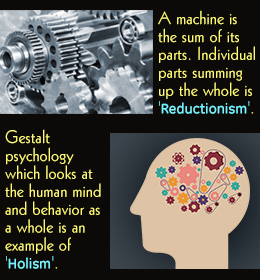 A machine is
the sum of its
parts. Individual
parts summing
up the whole is
'Reductionism'.
Gestalt
psychology
which looks at
the human mind
and behavior as
a whole is an
example of
'Holism'.